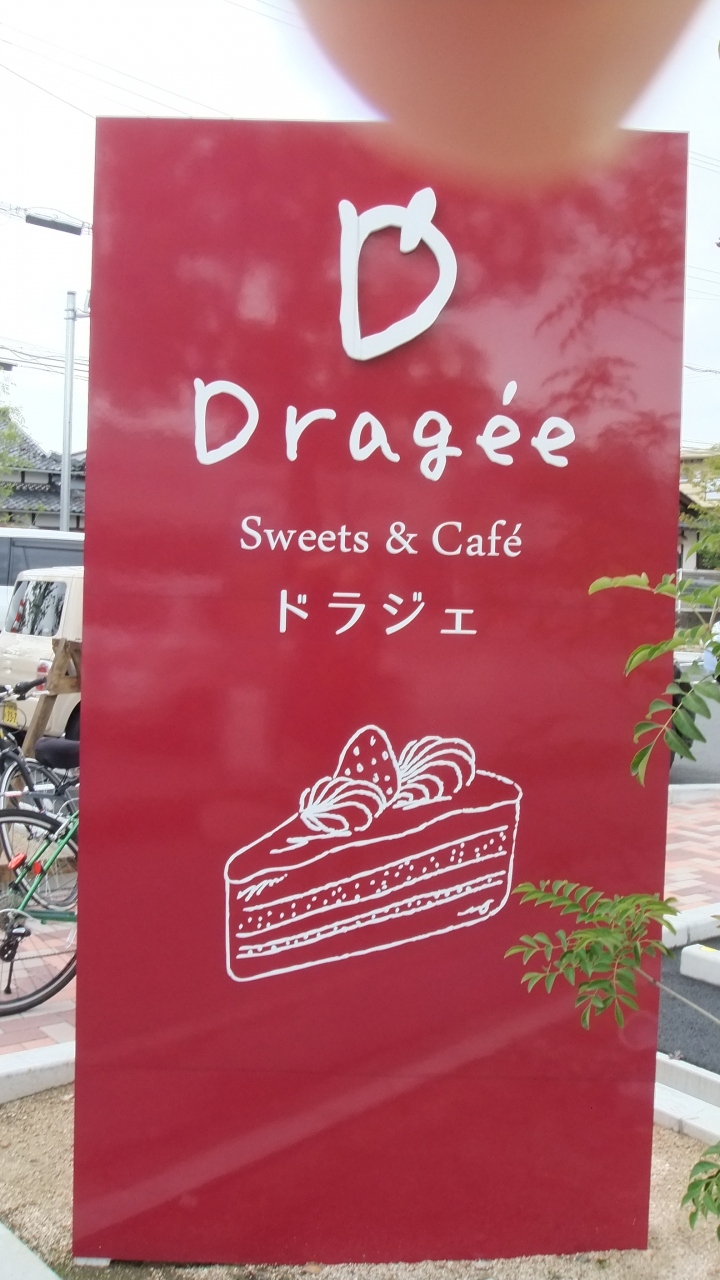 D
Dragée
Sweets & Café
ドラジェ